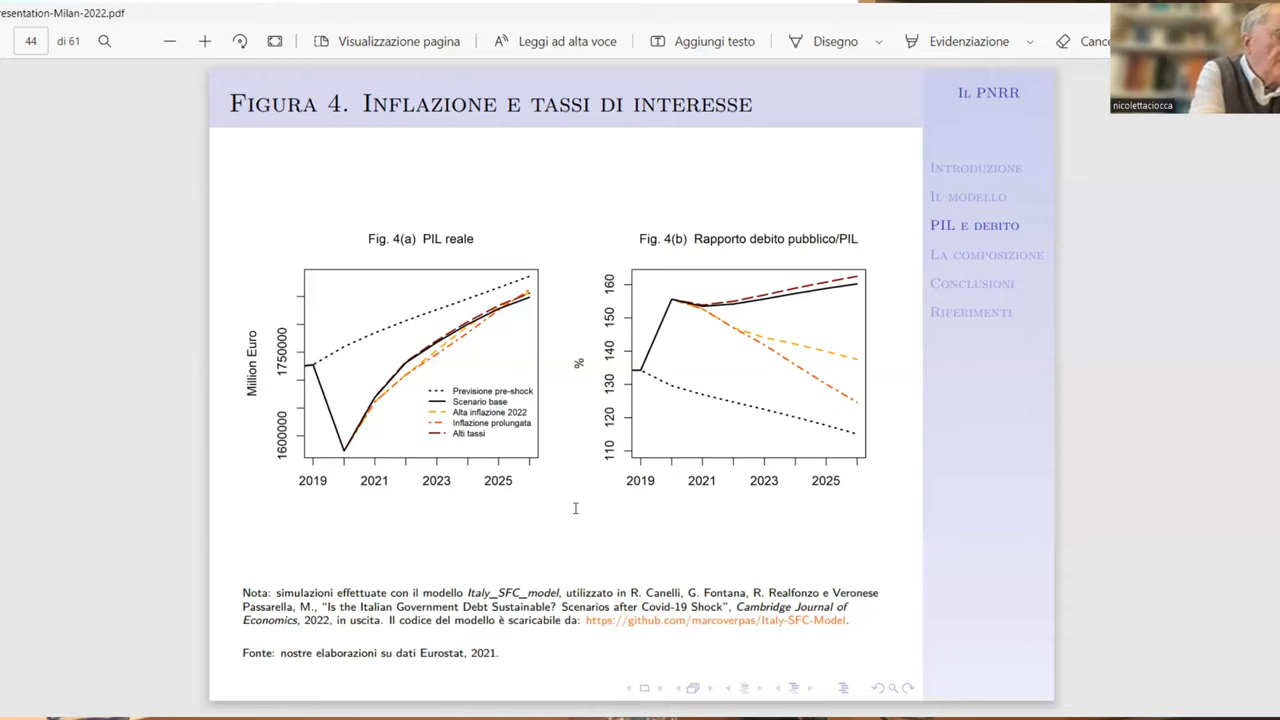 resentation-Milan-2022.pdf
44 di 61 Visualizzazione pagina Leggi ad alta voce Aggiungi testo Disegno Evidenziazione Cance
nicolettaciocca
Figura 4. Inflazione e tassi di interesse
Il PNRR
Introduzione
Il modello
PIL e debito
La composizione
Conclusioni
Riferimenti
Fig. 4(a) PIL reale
Million Euro
1750000
1600000
Previsione pre-shock
Scenario base
Alta inflazione 2022
Inflazione prolungata
Alti tassi
2019 2021 2023 2025
Fig. 4(b) Rapporto debito pubblico/PIL
%
160
150
140
130
120
110
2019 2021 2023 2025
Nota: simulazioni effettuate con il modello Italy_SFC_model, utilizzato in R. Canelli, G. Fontana, R. Realfonzo e Veronese
Passarella, M., “Is the Italian Government Debt Sustainable? Scenarios after Covid-19 Shock”, Cambridge Journal of
Economics, 2022, in uscita. Il codice del modello è scaricabile da: https://github.com/marcoverpas/Italy-SFC-Model.
Fonte: nostre elaborazioni su dati Eurostat, 2021.